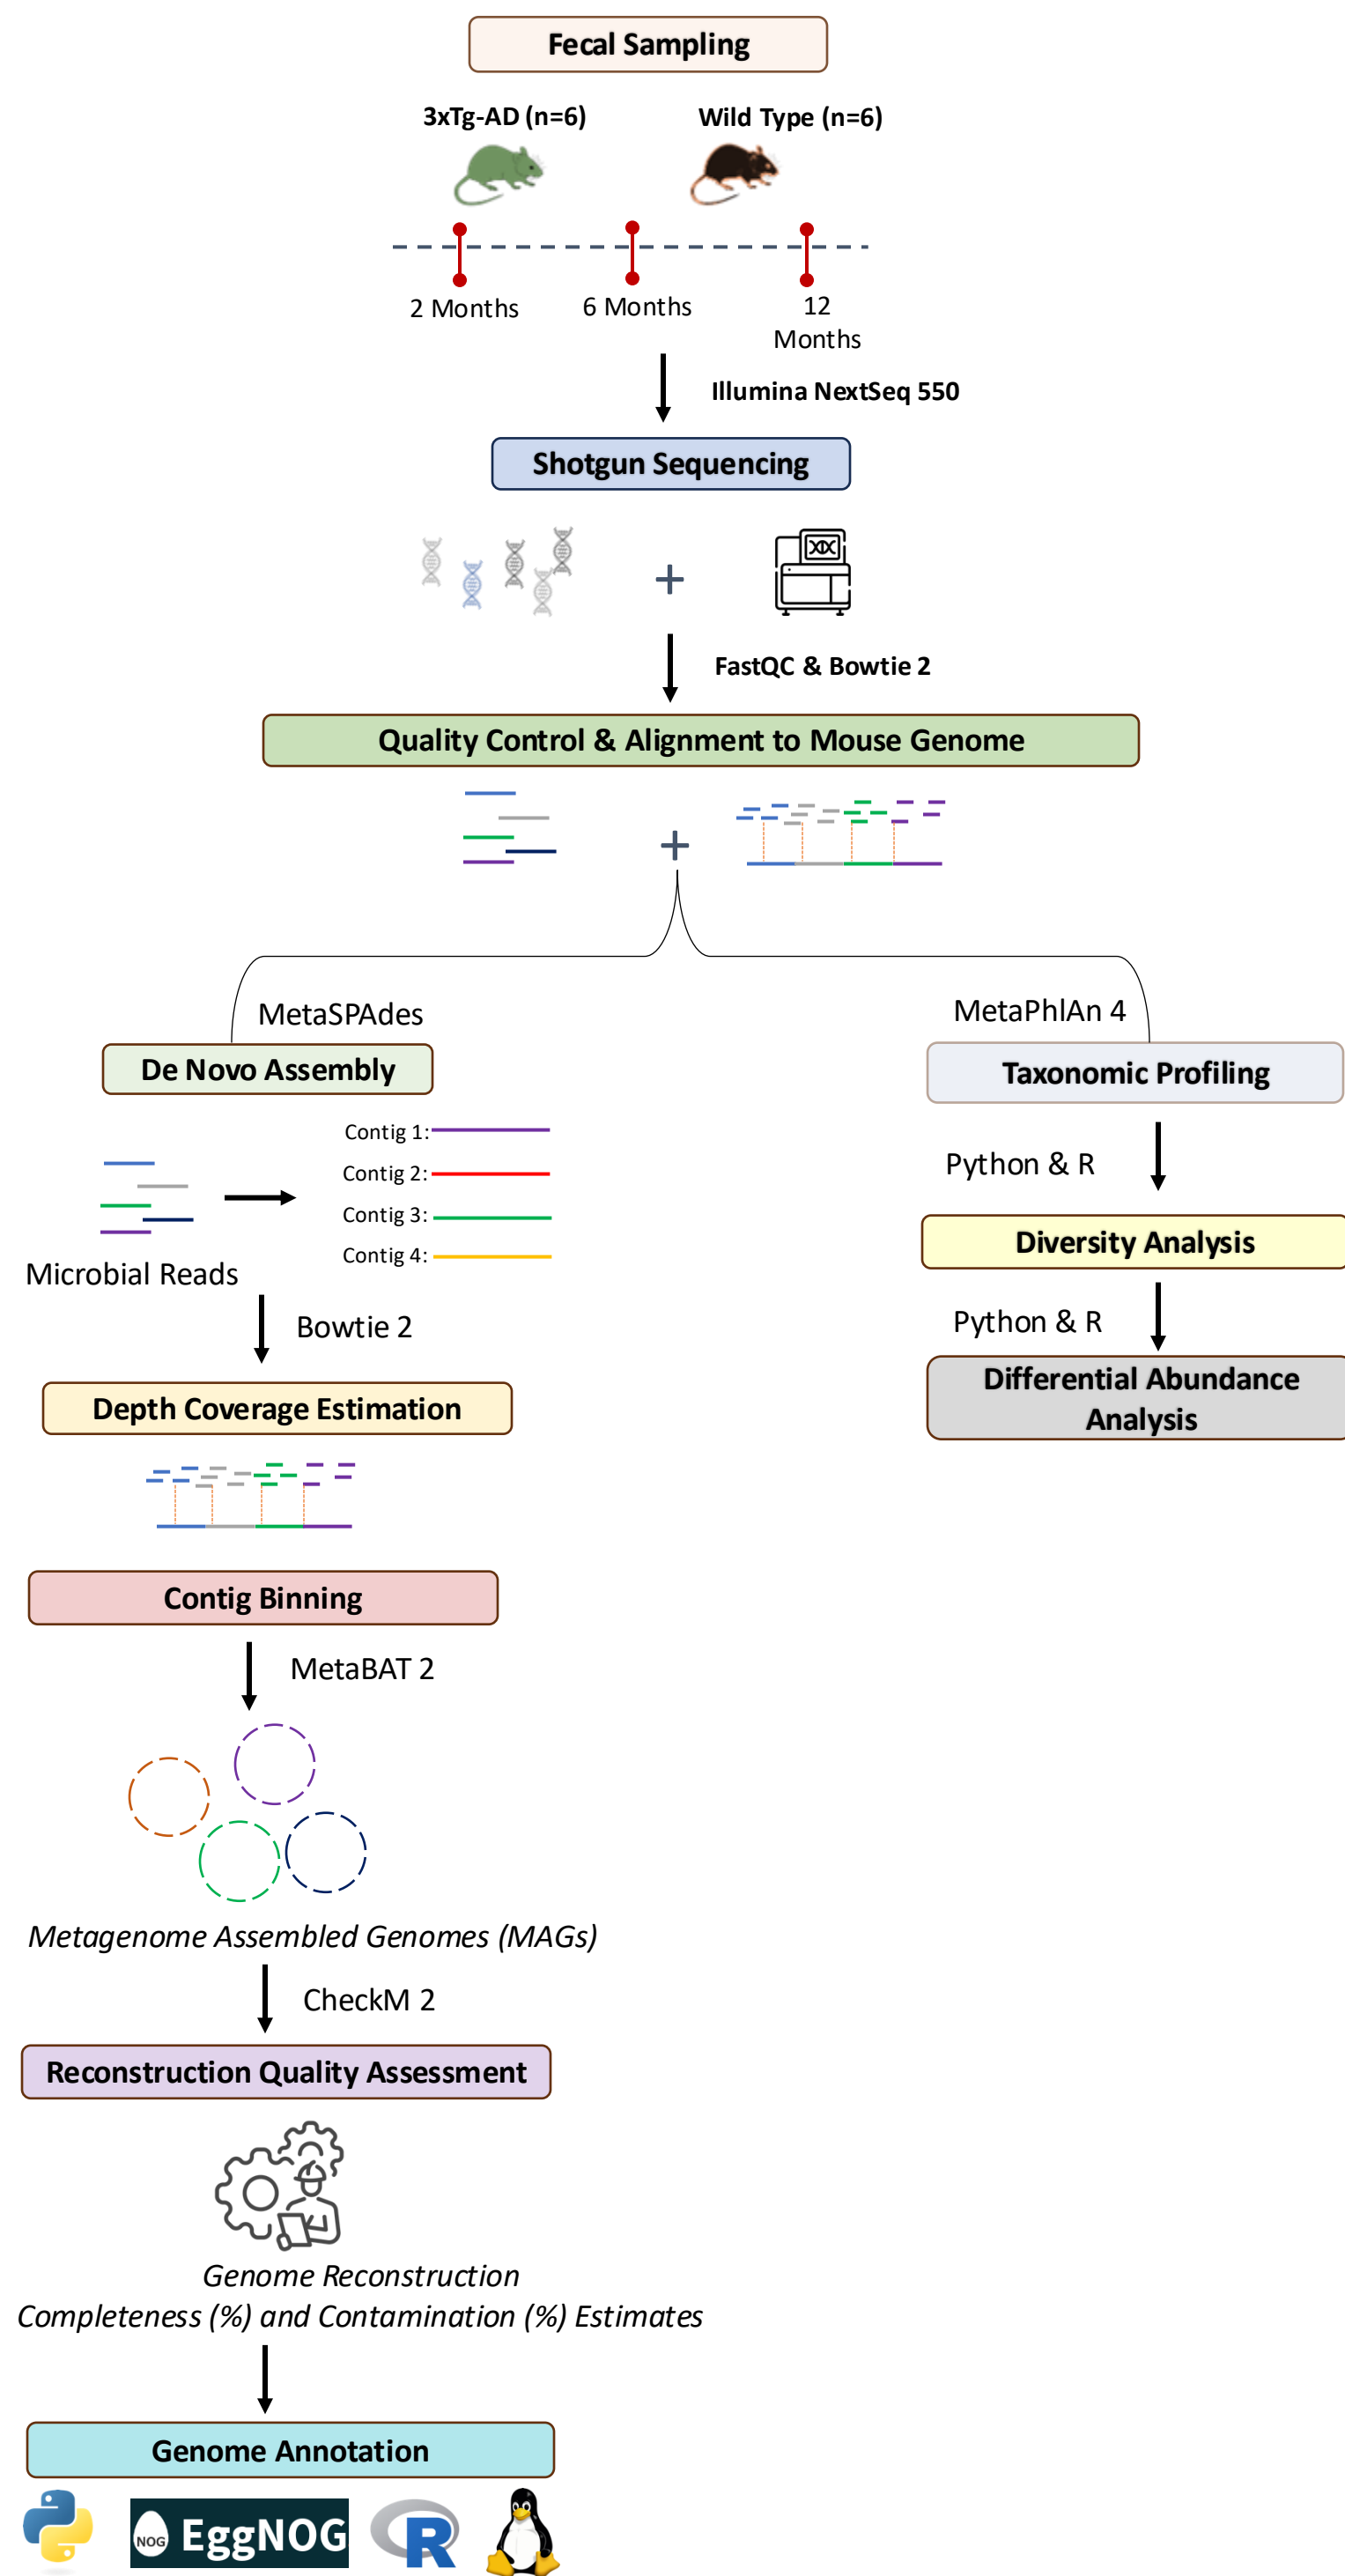 Fecal Sampling
3xTg-AD (n=6)
Wild Type (n=6)
2 Months
6 Months
12
Months
Illumina NextSeq 550
Shotgun Sequencing
FastQC & Bowtie 2
Quality Control & Alignment to Mouse Genome
MetaSPAdes
De Novo Assembly
Contig 1:
Contig 2:
Contig 3:
Contig 4:
Microbial Reads
Bowtie 2
Depth Coverage Estimation
Contig Binning
MetaBAT 2
Metagenome Assembled Genomes (MAGs)
CheckM 2
Reconstruction Quality Assessment
Genome Reconstruction
Completeness (%) and Contamination (%) Estimates
Genome Annotation
NOG
EggNOG
R
MetaPhlAn 4
Taxonomic Profiling
Python & R
Diversity Analysis
Python & R
Differential Abundance
Analysis